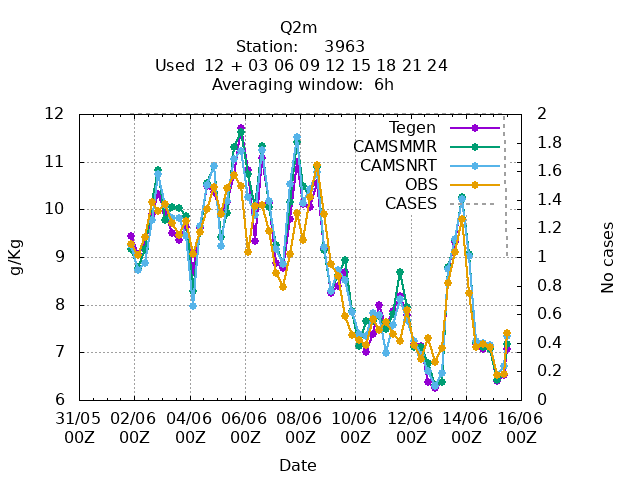 Q2m
Station: 3963
Used 12 + 03 06 09 12 15 18 21 24
Averaging window: 6h
12
11
10
9
8
7
6
g/Kg
2
1.8
1.6
1.4
1.2
1
0.8
0.6
0.4
0.2
0
No cases
Tegen
CAMSMMR
CAMSNRT
OBS
CASES
31/05 02/06 04/06 06/06 08/06 10/06 12/06 14/06 16/06
00Z 00Z 00Z 00Z 00Z 00Z 00Z 00Z 00Z
Date